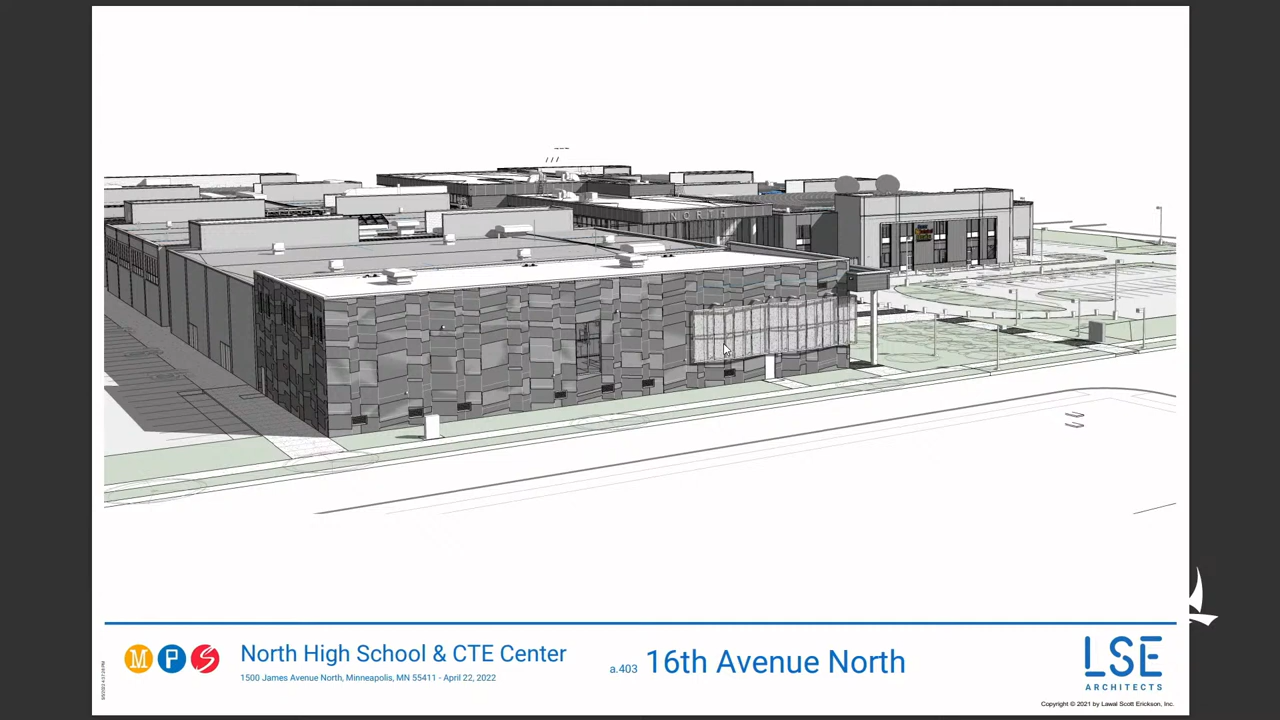 NORTH
M P S
North High School & CTE Center
1500 James Avenue North, Minneapolis, MN 55411 - April 22, 2022
a.403 16th Avenue North
LSE
ARCHITECTS
Copyright © 2021 by Lawal Scott Erickson, Inc.